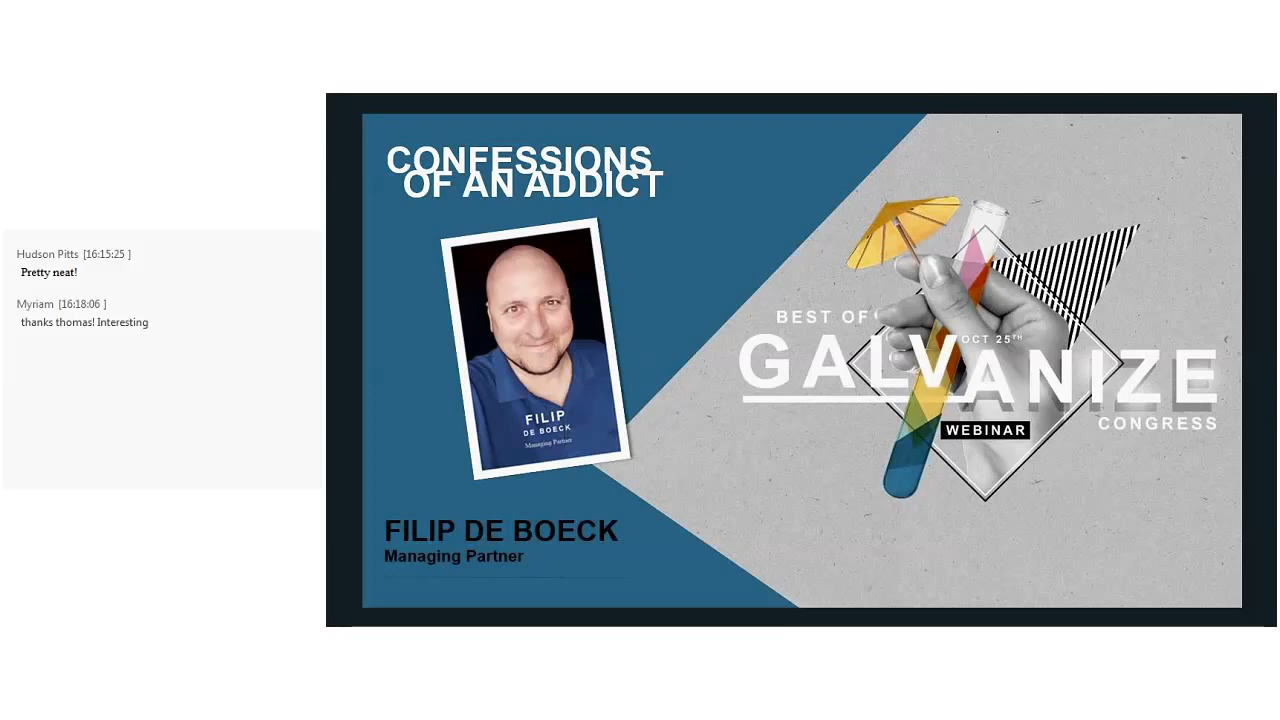 Hudson Pitts [16:15:25 ]
Pretty neat!
Myriam [16:18:06 ]
thanks thomas! Interesting
CONFESSIONS
OF AN ADDICT
FILIP
DE BOECK
Managing Partner
FILIP DE BOECK
Managing Partner
BEST OF
OCT 25TH
GALVANIZE
CONGRESS
WEBINAR